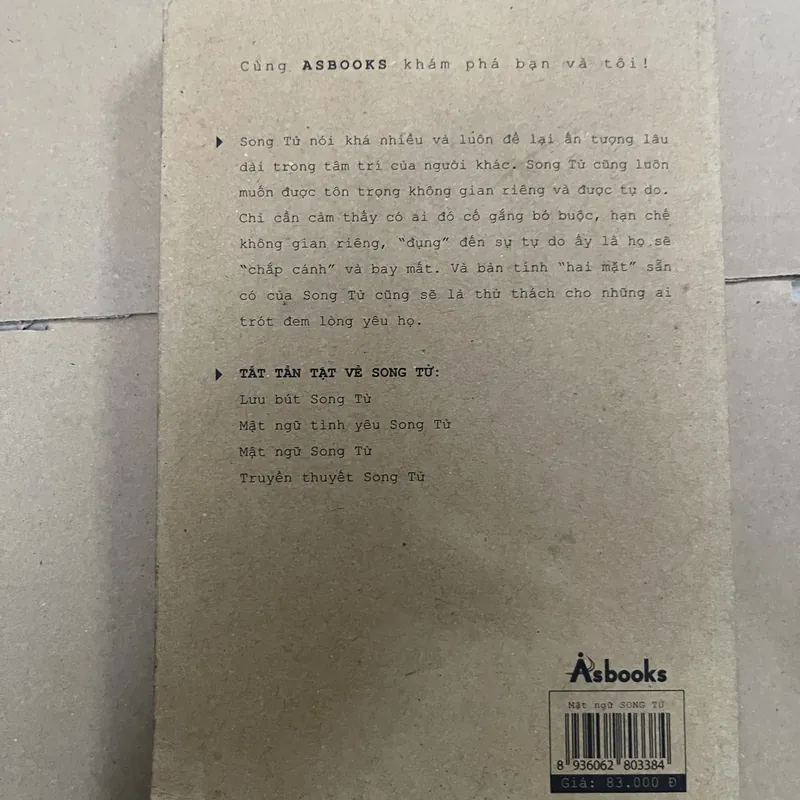 Cùng ASBOOKS khám phá bạn và tôi!
Song Tử nói khá nhiều và luôn để lại ấn tượng lâu
dài trong tâm trí của người khác. Song Tử cũng luôn
muốn được tôn trọng không gian riêng và được tự do.
Chỉ cần cảm thấy có ai đó cố gắng bó buộc, hạn chế
không gian riêng, “đụng” đến sự tự do ấy là họ sẽ
“chắp cánh” và bay mất. Và bản tính “hai mặt” sẵn
có của Song Tử cũng sẽ là thử thách cho những ai
trót đem lòng yêu họ.
TẤT TẦN TẬT VỀ SONG TỬ:
Lưu bút Song Tử
Mật ngữ tình yêu Song Tử
Mật ngữ Song Tử
Truyền thuyết Song Tử
Asbooks
Mật ngữ SONG TỬ
8 936062 803384
Giá: 83.000 Đ